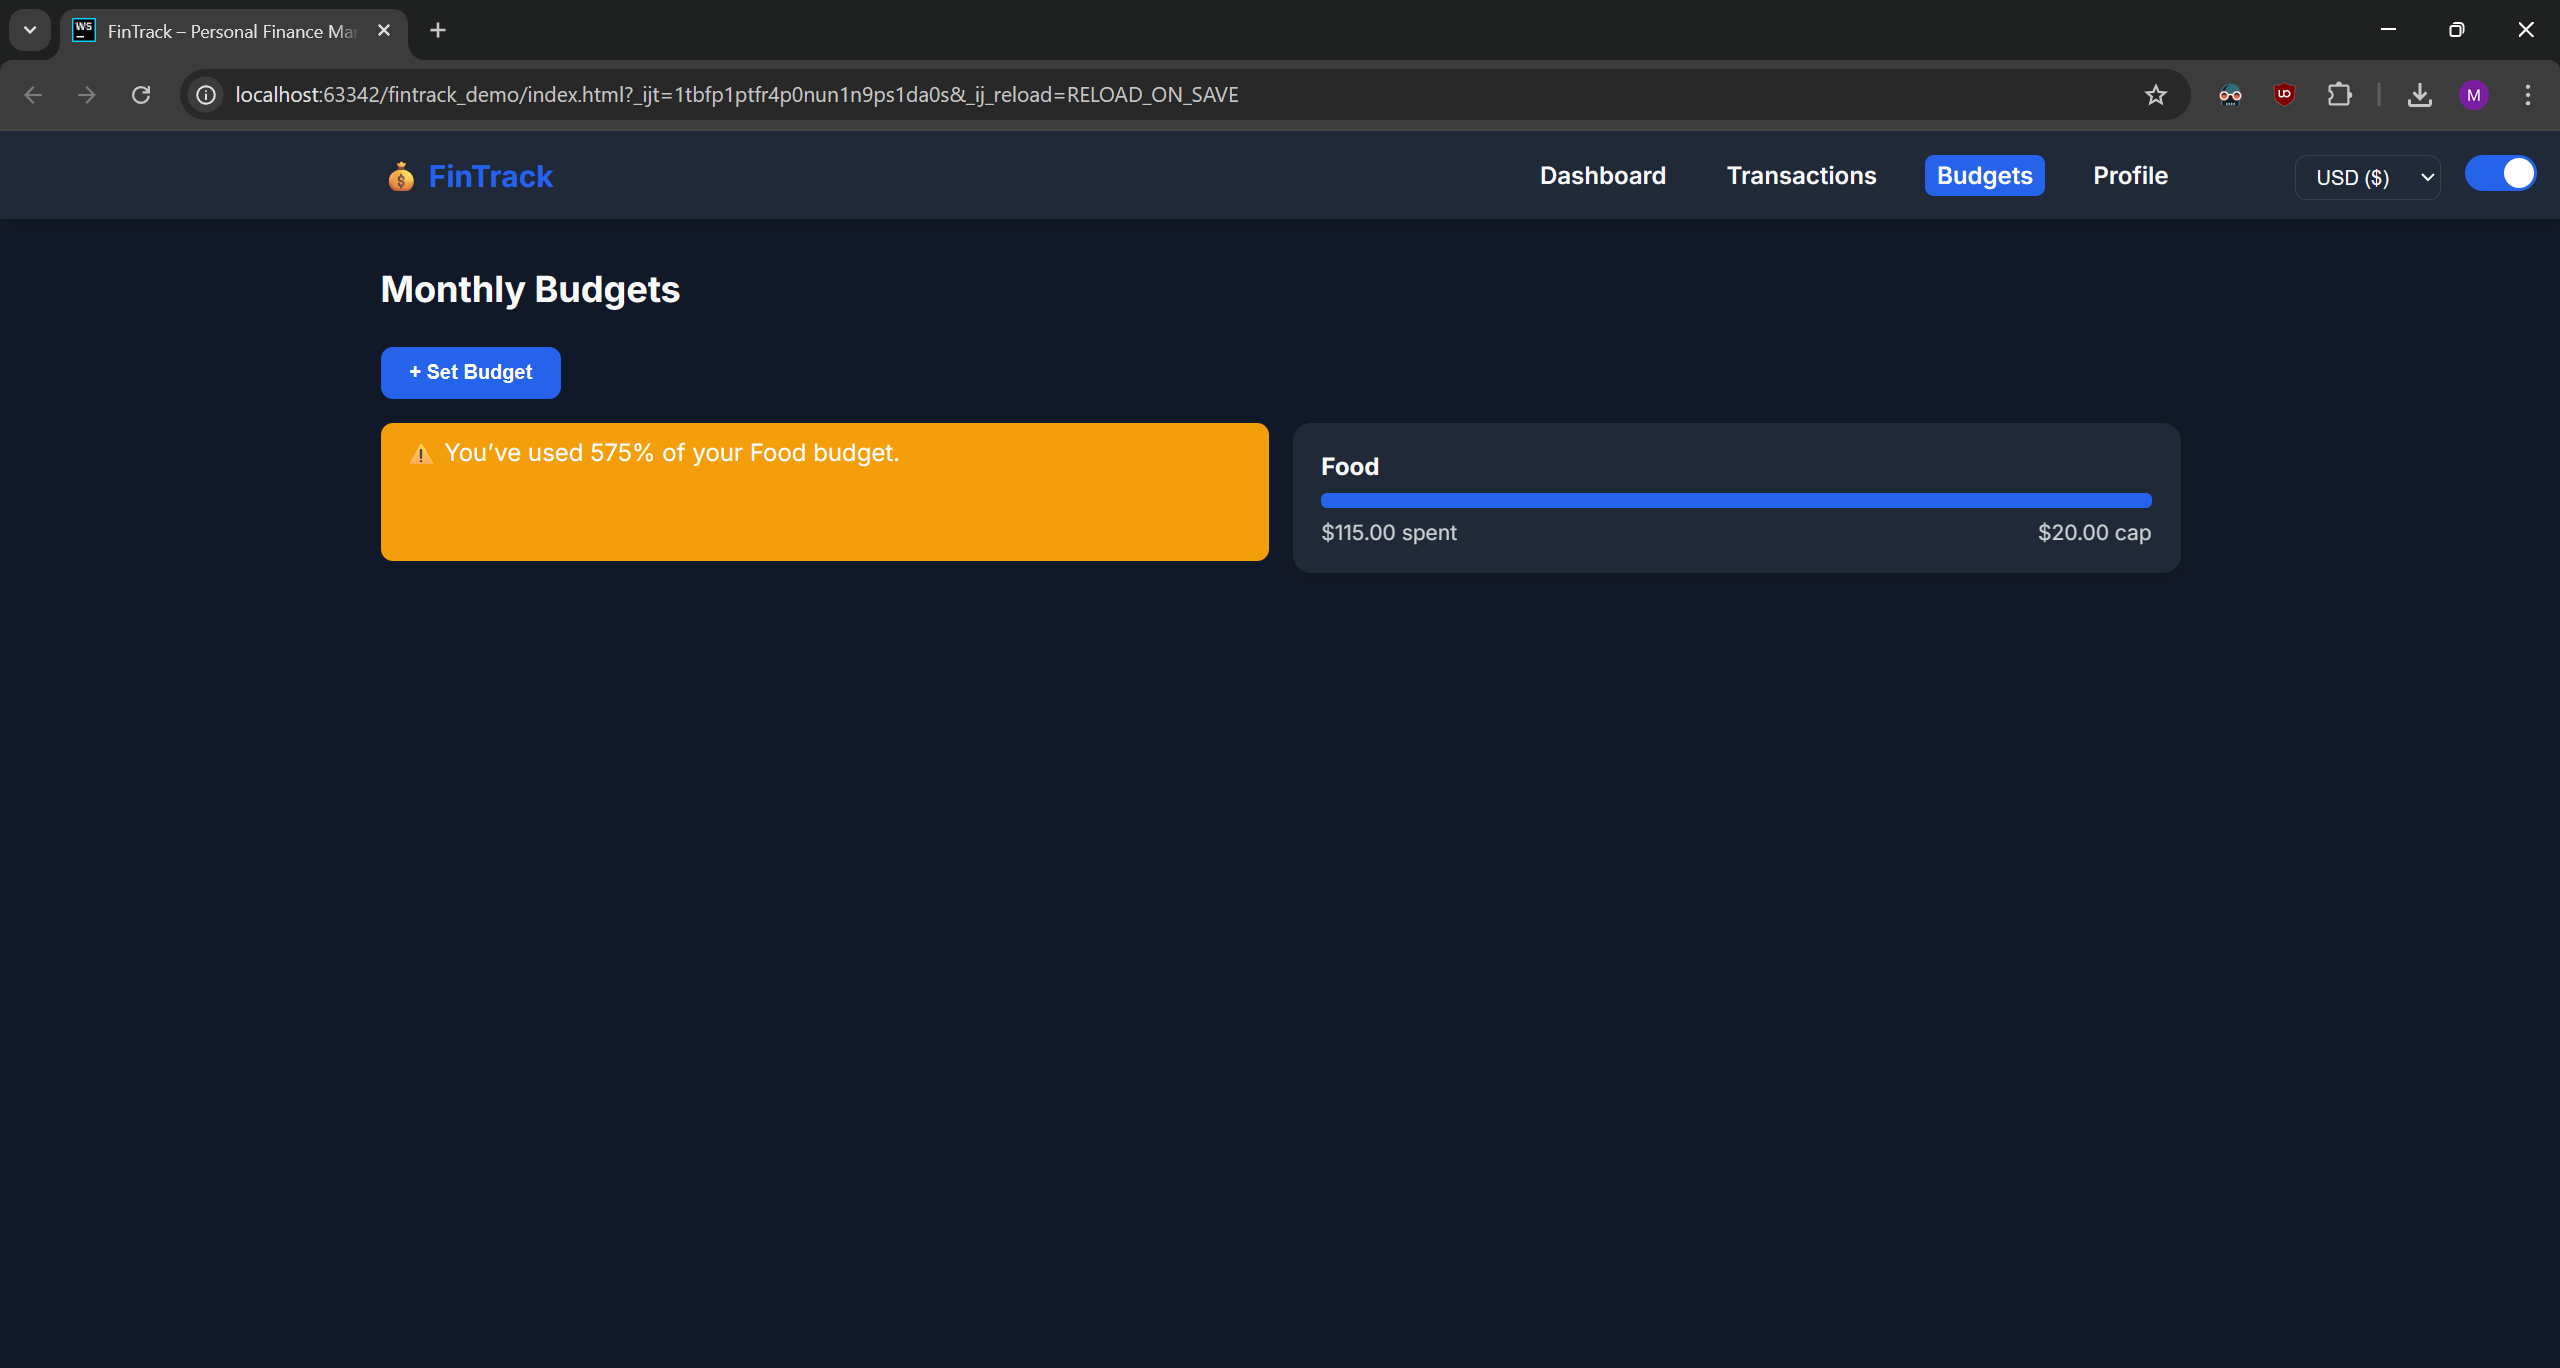 FinTrack – Personal Finance Mar
localhost:63342/fintrack_demo/index.html?_ijt=1tbfp1ptfr4p0nun1n9ps1da0s&_ij_reload=RELOAD_ON_SAVE
M
💰 FinTrack
Dashboard
Transactions
Budgets
Profile
USD ($)
Monthly Budgets
+ Set Budget
⚠️ You’ve used 575% of your Food budget.
Food
$115.00 spent
$20.00 cap